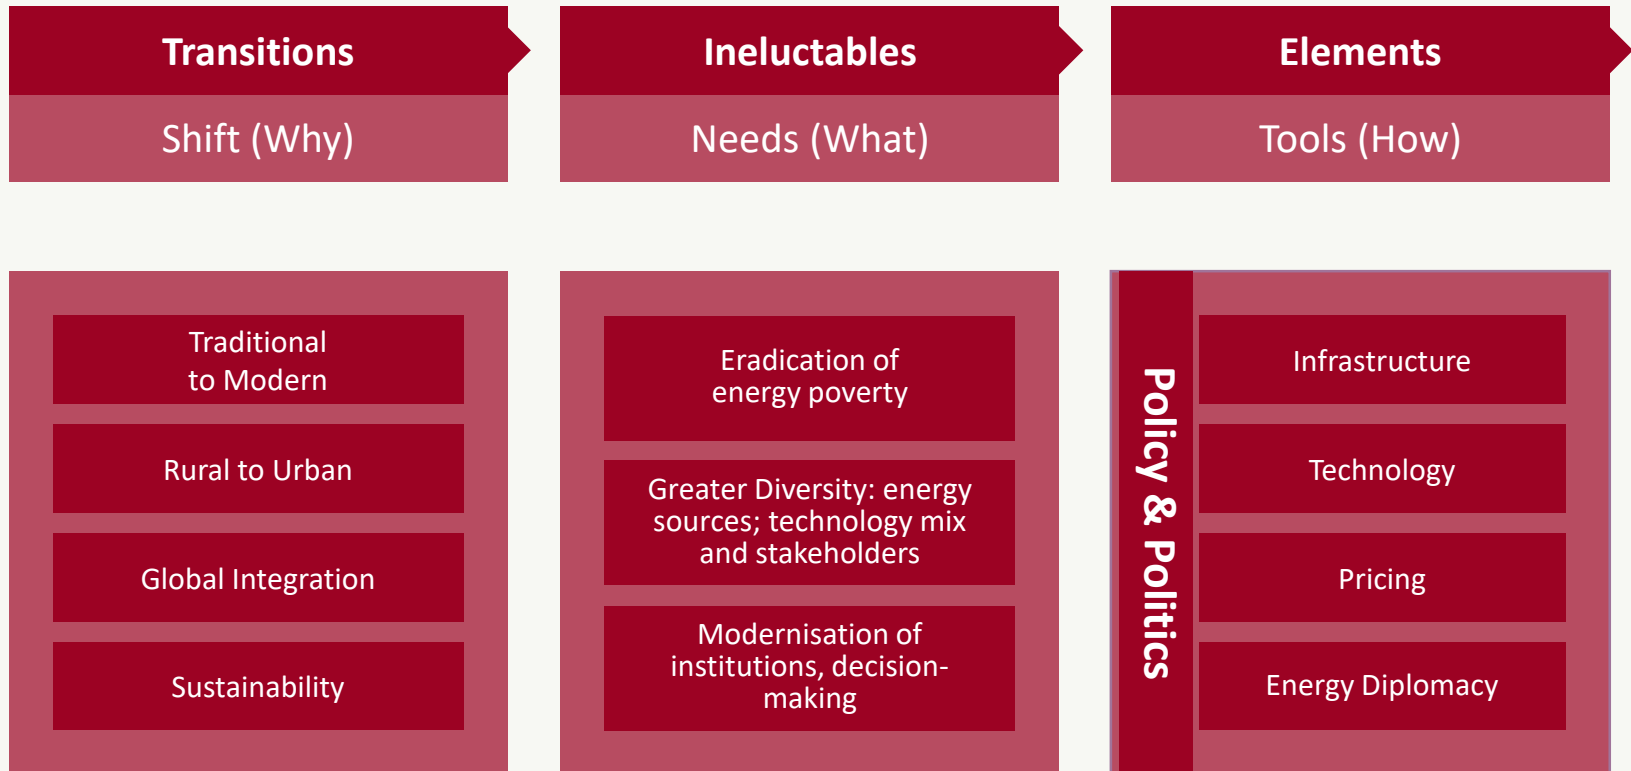 Transitions
Shift (Why)
Traditional
to Modern
Rural to Urban
Global Integration
Sustainability
Ineluctables
Needs (What)
Eradication of
energy poverty
Greater Diversity: energy
sources; technology mix
and stakeholders
Modernisation of
institutions, decision-
making
Elements
Tools (How)
Policy & Politics
Infrastructure
Technology
Pricing
Energy Diplomacy